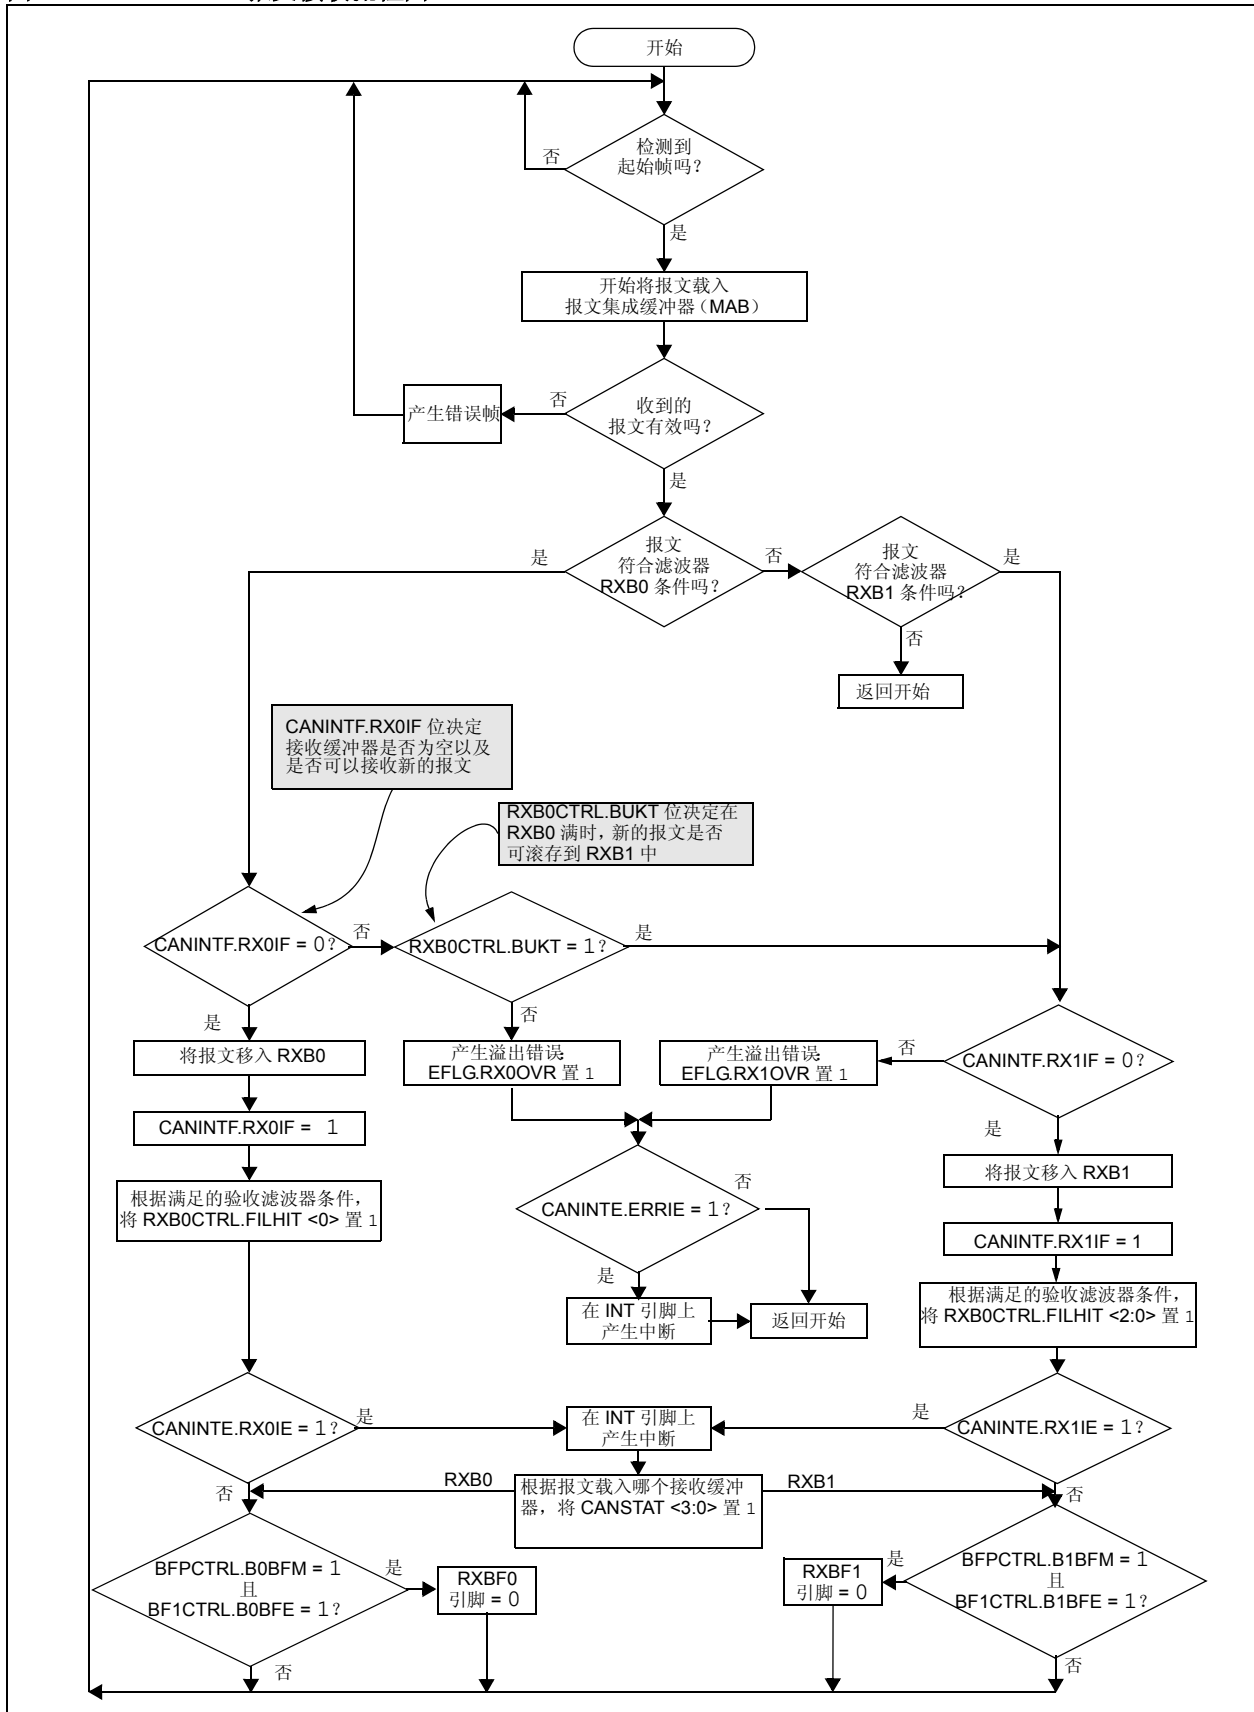 开始
检测到
起始帧吗？
否
是
开始将报文载入
报文集成缓冲器（MAB）
产生错误帧
否
收到的
报文有效吗？
是
是
报文
符合滤波器
RXB0 条件吗？
否
报文
符合滤波器
RXB1 条件吗？
是
否
返回开始
CANINTF.RX0IF 位决定
接收缓冲器是否为空以及
是否可以接收新的报文
RXB0CTRL.BUKT 位决定在
RXB0 满时，新的报文是否
可滚存到 RXB1 中
CANINTF.RX0IF = 0？
否
RXB0CTRL.BUKT = 1？
是
是
否
将报文移入 RXB0
产生溢出错误：
EFLG.RX0OVR 置 1
产生溢出错误：
EFLG.RX1OVR 置 1
否
CANINTF.RX1IF = 0？
CANINTF.RX0IF = 1
是
将报文移入 RXB1
根据满足的验收滤波器条件，
将 RXB0CTRL.FILHIT <0> 置 1
CANINTE.ERRIE = 1？
否
CANINTF.RX1IF = 1
是
在 INT 引脚上
产生中断
返回开始
根据满足的验收滤波器条件，
将 RXB0CTRL.FILHIT <2:0> 置 1
CANINTE.RX0IE = 1？
是
在 INT 引脚上
产生中断
是
CANINTE.RX1IE = 1？
否
RXB0
根据报文载入哪个接收缓冲
器，将 CANSTAT <3:0> 置 1
RXB1
否
BFPCTRL.B0BFM = 1
且
BF1CTRL.B0BFE = 1？
是
RXBF0
引脚 = 0
RXBF1
引脚 = 0
是
BFPCTRL.B1BFM = 1
且
BF1CTRL.B1BFE = 1？
否
否